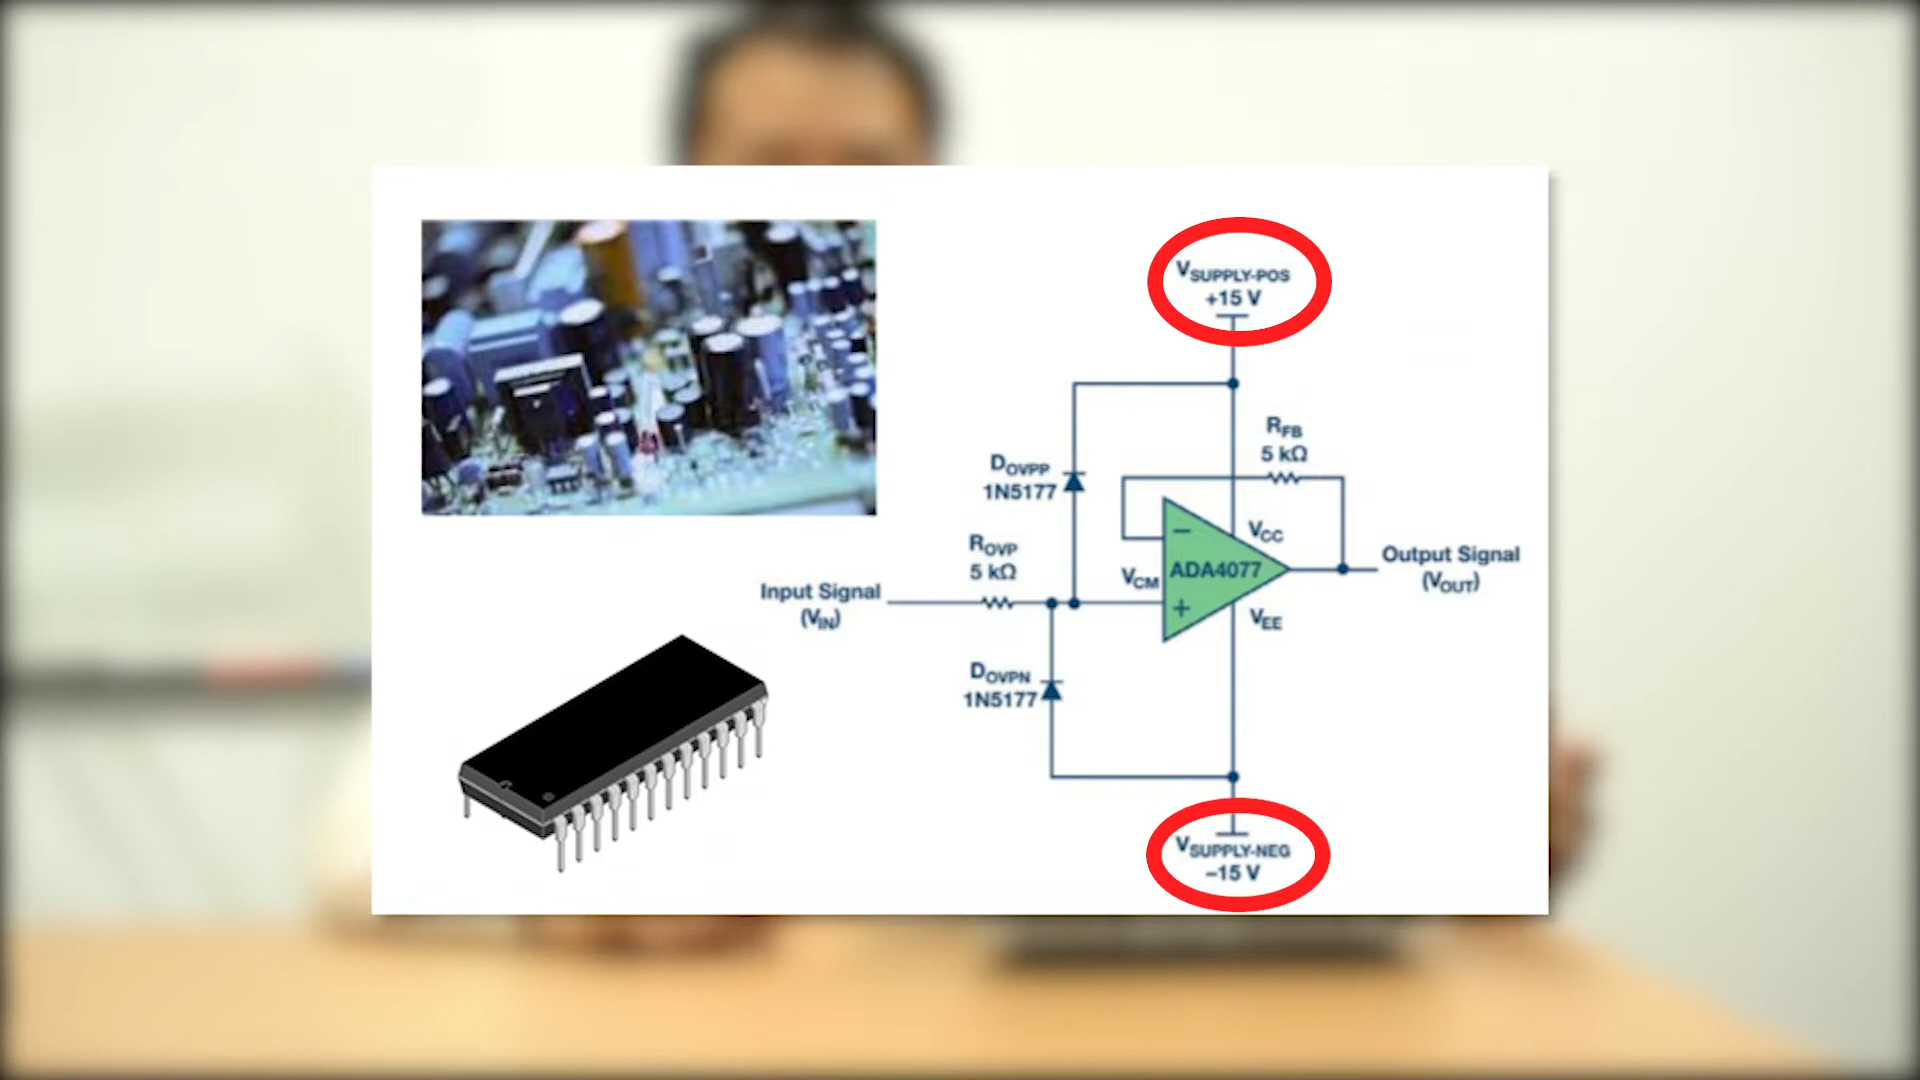 VSUPPLY-POS
+15 V
RFB
5 kΩ
DOVPP
1N5177
VCC
ROVP
5 kΩ
Output Signal
(VOUT)
VCM
ADA4077
Input Signal
(VIN)
VEE
DOVPN
1N5177
VSUPPLY-NEG
–15 V